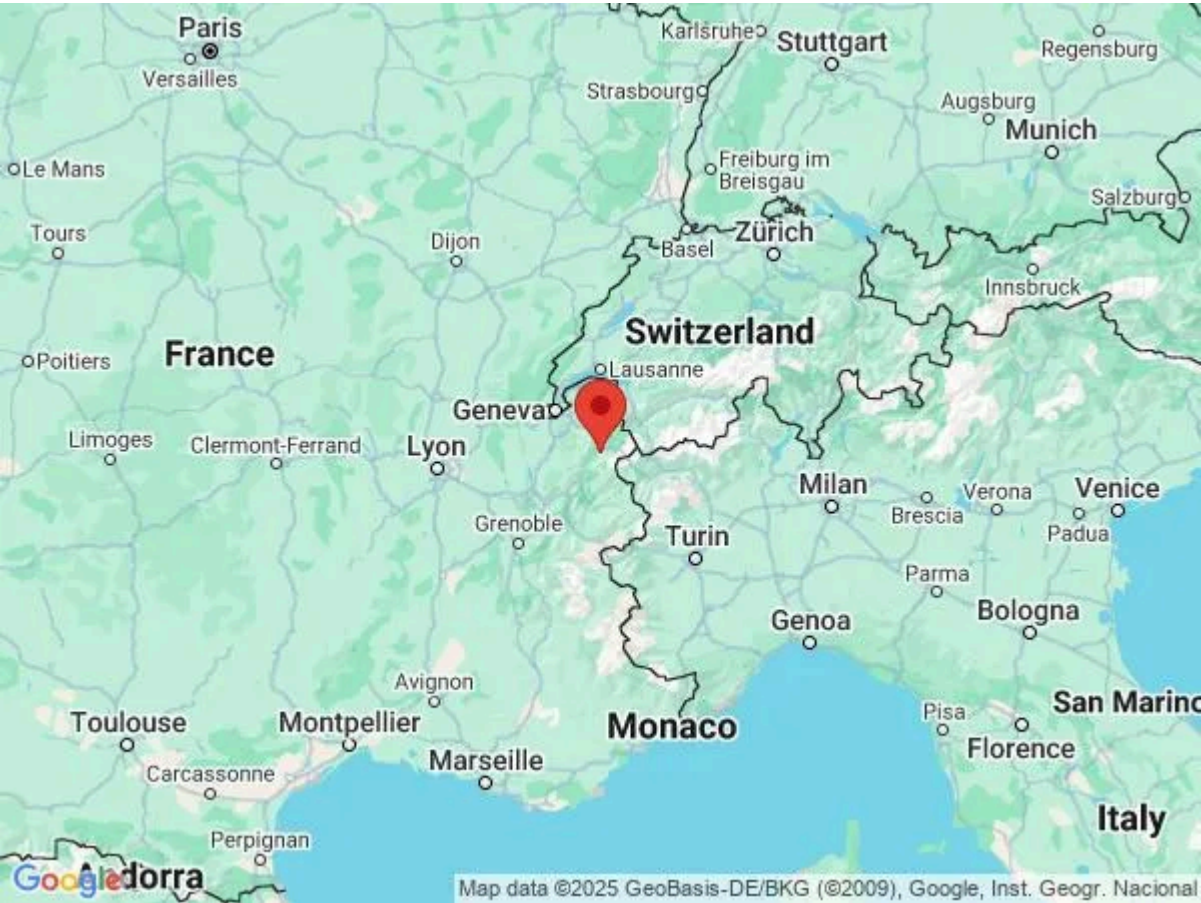 Paris
Versailles
Karlsruhe
Stuttgart
Regensburg
Strasbourg
Augsburg
Munich
Le Mans
Freiburg im
Breisgau
Salzburg
Tours
Dijon
Basel
Zürich
Innsbruck
Switzerland
France
Poitiers
Lausanne
Geneva
Limoges
Clermont-Ferrand
Lyon
Milan
Verona
Venice
Brescia
Padua
Grenoble
Turin
Parma
Genoa
Bologna
Avignon
San Marino
Pisa
Toulouse
Montpellier
Monaco
Florence
Marseille
Carcassonne
Italy
Perpignan
Andorra
Google
Map data ©2025 GeoBasis-DE/BKG (©2009), Google, Inst. Geogr. Nacional